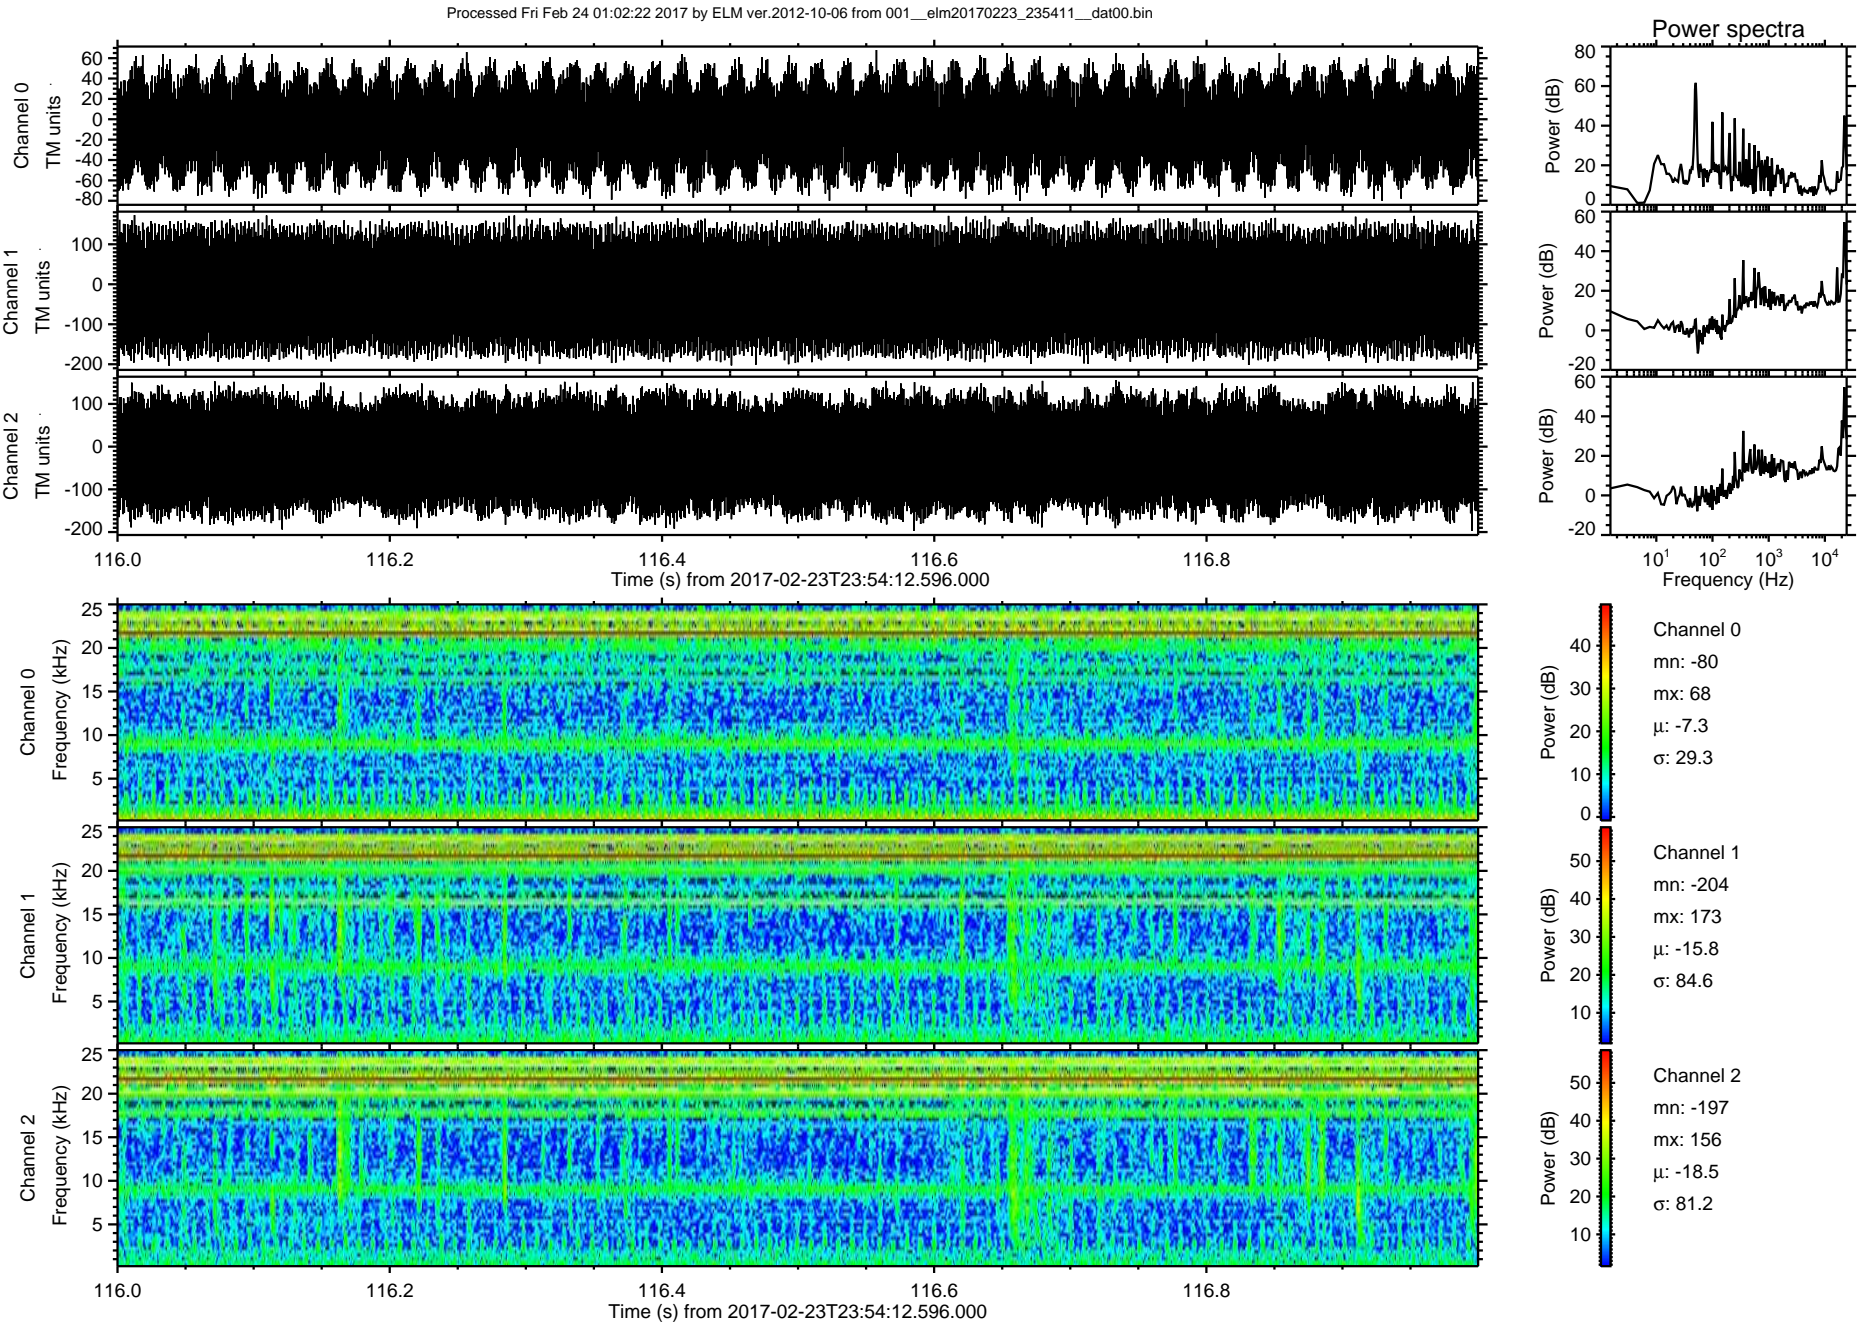 Processed Fri Feb 24 01:02:22 2017 by ELM ver.2012-10-06 from 001__elm20170223_235411__dat00.bin
Power spectra
Channel 0
TM units
60
40
20
0
-20
-40
-60
-80
Power (dB)
80
60
40
20
0
Channel 1
TM units
100
0
-100
-200
Power (dB)
60
40
20
0
-20
Channel 2
TM units
100
0
-100
-200
Power (dB)
60
40
20
0
-20
116.0 116.2 116.4 116.6 116.8
Time (s) from 2017-02-23T23:54:12.596.000
10^1 10^2 10^3 10^4
Frequency (Hz)
Channel 0
Frequency (kHz)
25
20
15
10
5
Power (dB)
40
30
20
10
0
Channel 0
mn: -80
mx: 68
μ: -7.3
σ: 29.3
Channel 1
Frequency (kHz)
25
20
15
10
5
Power (dB)
50
40
30
20
10
Channel 1
mn: -204
mx: 173
μ: -15.8
σ: 84.6
Channel 2
Frequency (kHz)
25
20
15
10
5
Power (dB)
50
40
30
20
10
Channel 2
mn: -197
mx: 156
μ: -18.5
σ: 81.2
116.0 116.2 116.4 116.6 116.8
Time (s) from 2017-02-23T23:54:12.596.000